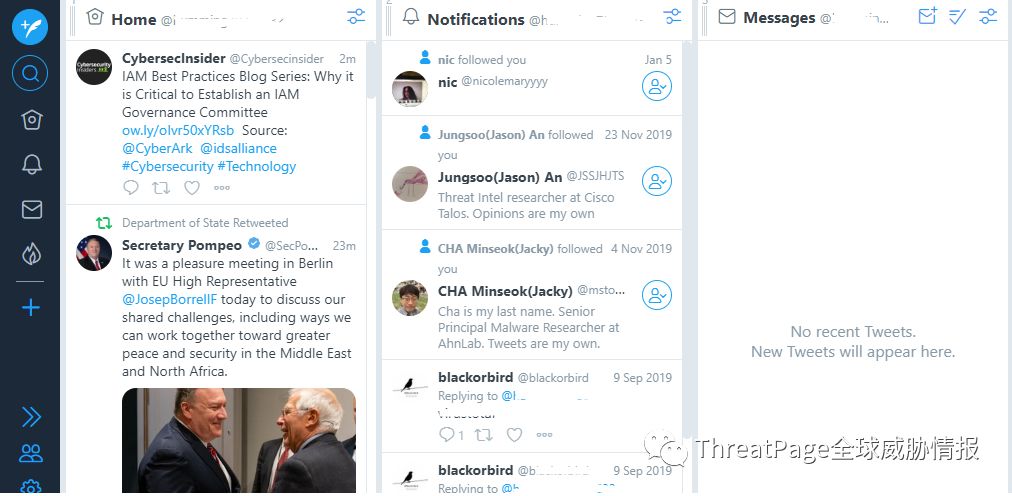 Home
CybersecInsider @Cybersecinsider 2m
IAM Best Practices Blog Series: Why it
is Critical to Establish an IAM
Governance Committee
ow.ly/oIvr50xYRsb Source:
@CyberArk @idsalliance
#Cybersecurity #Technology
Department of State Retweeted
Secretary Pompeo @SecPo... 23m
It was a pleasure meeting in Berlin
with EU High Representative
@JosepBorrellF today to discuss our
shared challenges, including ways we
can work together toward greater
peace and security in the Middle East
and North Africa.
2
Notifications
nic followed you Jan 5
nic @nicolemaryyyy
Jungsoo(Jason) An followed 23 Nov 2019
you
Jungsoo(Jason) An @JSSJHJTS
Threat Intel researcher at Cisco
Talos. Opinions are my own
CHA Minseok(Jacky) followed 4 Nov 2019
you
CHA Minseok(Jacky) @msto...
Cha is my last name. Senior
Principal Malware Researcher at
AhnLab. Tweets are my own.
blackorbird @blackorbird 9 Sep 2019
Replying to
virustotal
1
blackorbird @blackorbird 9 Sep 2019
Replying to
Messages
No recent Tweets.
New Tweets will appear here.
ThreatPage全球威胁情报